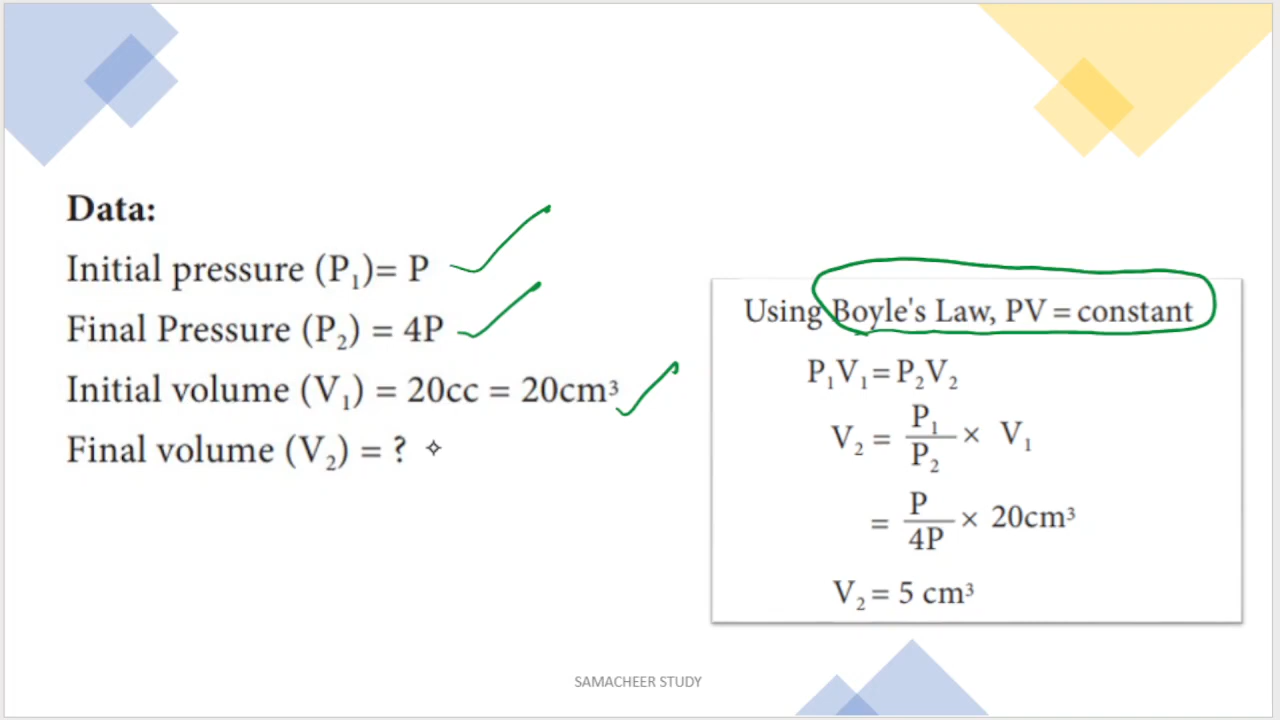 Data:
Initial pressure (P₁)= P
Final Pressure (P₂) = 4P
Initial volume (V₁) = 20cc = 20cm³
Final volume (V₂) = ?
Using Boyle's Law, PV = constant
P₁V₁=P₂V₂
V₂ = P₁/P₂ × V₁
= P/4P × 20cm³
V₂= 5 cm³
SAMACHEER STUDY